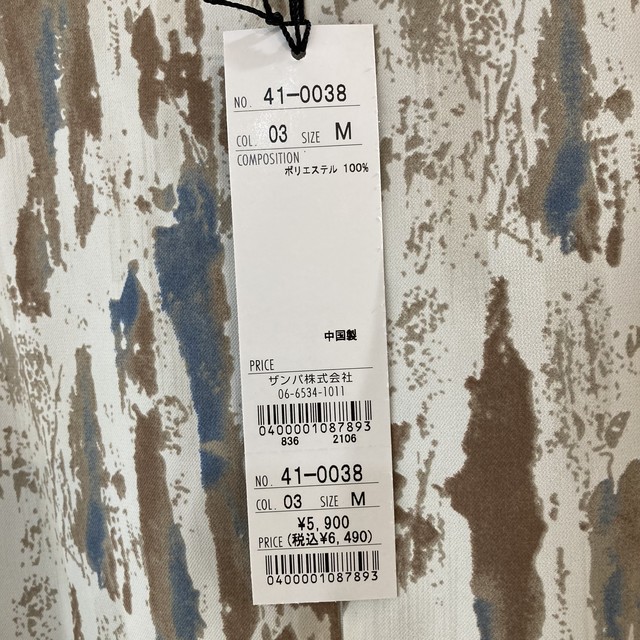 NO. 41-0038
COL. 03 SIZE M
COMPOSITION
ポリエステル 100%
中国製
PRICE
ザンパ株式会社
06-6534-1011
0400001087893
836 2106
NO. 41-0038
COL. 03 SIZE M
¥5,900
PRICE (税込¥6,490)
0400001087893